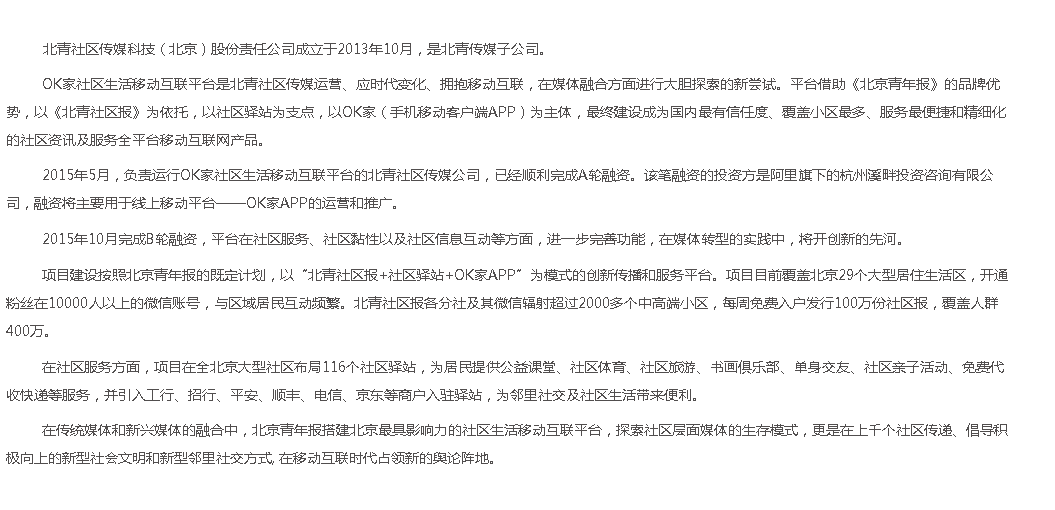 北青社区传媒科技（北京）股份责任公司成立于2013年10月，是北青传媒子公司。
OK家社区生活移动互联平台是北青社区传媒运营、应时代变化、拥抱移动互联，在媒体融合方面进行大胆探索的新尝试。平台借助《北京青年报》的品牌优
势，以《北青社区报》为依托，以社区驿站为支点，以OK家（手机移动客户端APP）为主体，最终建设成为国内最有信任度、覆盖小区最多、服务最便捷和精细化
的社区资讯及服务全平台移动互联网产品。
2015年5月，负责运行OK家社区生活移动互联平台的北青社区传媒公司，已经顺利完成A轮融资。该笔融资的投资方是阿里旗下的杭州溪畔投资咨询有限公
司，融资将主要用于线上移动平台——OK家APP的运营和推广。
2015年10月完成B轮融资，平台在社区服务、社区黏性以及社区信息互动等方面，进一步完善功能，在媒体转型的实践中，将开创新的先河。
项目建设按照北京青年报的既定计划，以“北青社区报+社区驿站+OK家APP”为模式的创新传播和服务平台。项目目前覆盖北京29个大型居住生活区，开通
粉丝在10000人以上的微信账号，与区域居民互动频繁。北青社区报各分社及其微信辐射超过2000多个中高端小区，每周免费入户发行100万份社区报，覆盖人群
400万。
在社区服务方面，项目在全北京大型社区布局116个社区驿站，为居民提供公益课堂、社区体育、社区旅游、书画俱乐部、单身交友、社区亲子活动、免费代
收快递等服务，并引入工行、招行、平安、顺丰、电信、京东等商户入驻驿站，为邻里社交及社区生活带来便利。
在传统媒体和新兴媒体的融合中，北京青年报搭建北京最具影响力的社区生活移动互联平台，探索社区层面媒体的生存模式，更是在上千个社区传递、倡导积
极向上的新型社会文明和新型邻里社交方式, 在移动互联时代占领新的舆论阵地。